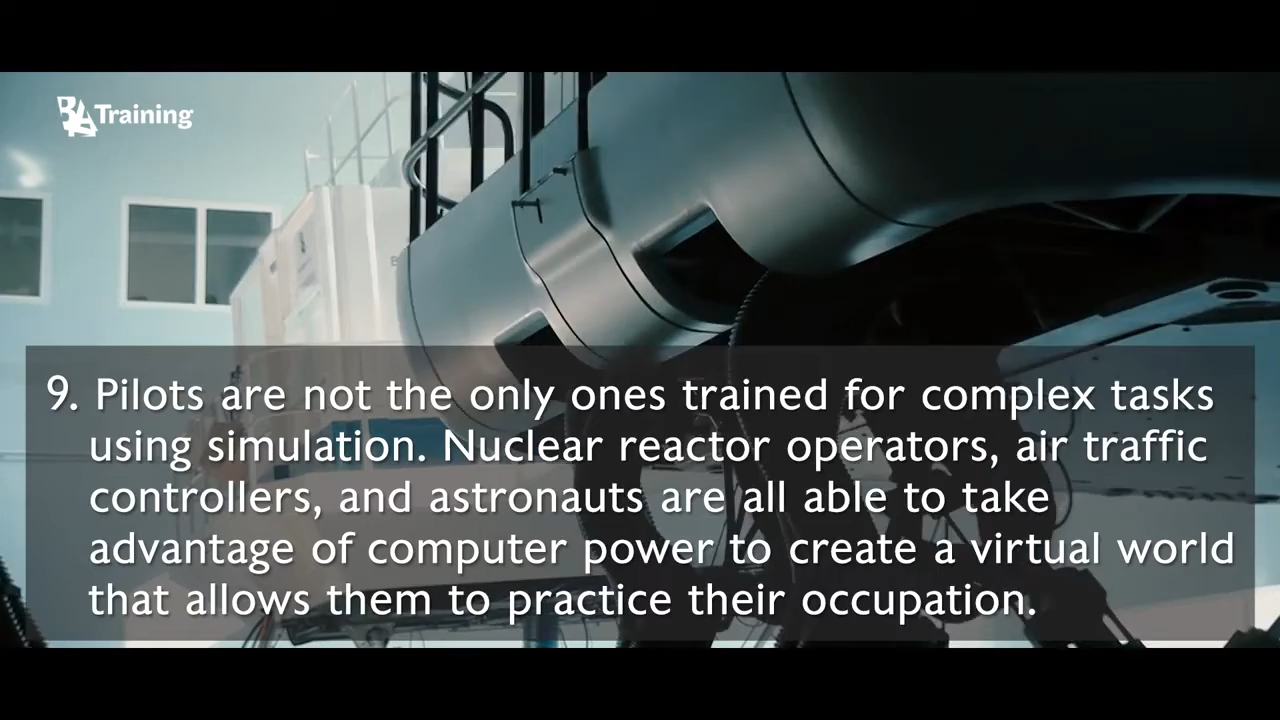 BAA Training
9. Pilots are not the only ones trained for complex tasks
using simulation. Nuclear reactor operators, air traffic
controllers, and astronauts are all able to take
advantage of computer power to create a virtual world
that allows them to practice their occupation.